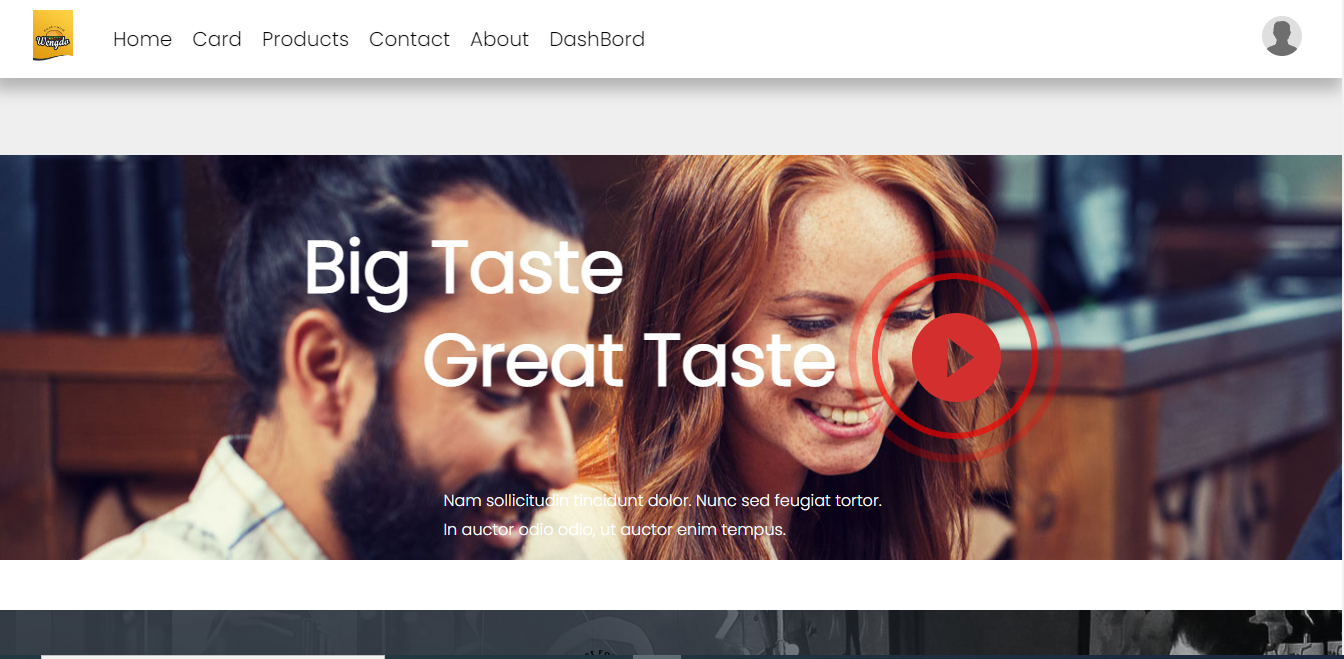 Wengdo
Home Card Products Contact About DashBord
Big Taste
Great Taste
Nam sollicitudin tincidunt dolor. Nunc sed feugiat tortor.
In auctor odio odio, ut auctor enim tempus.